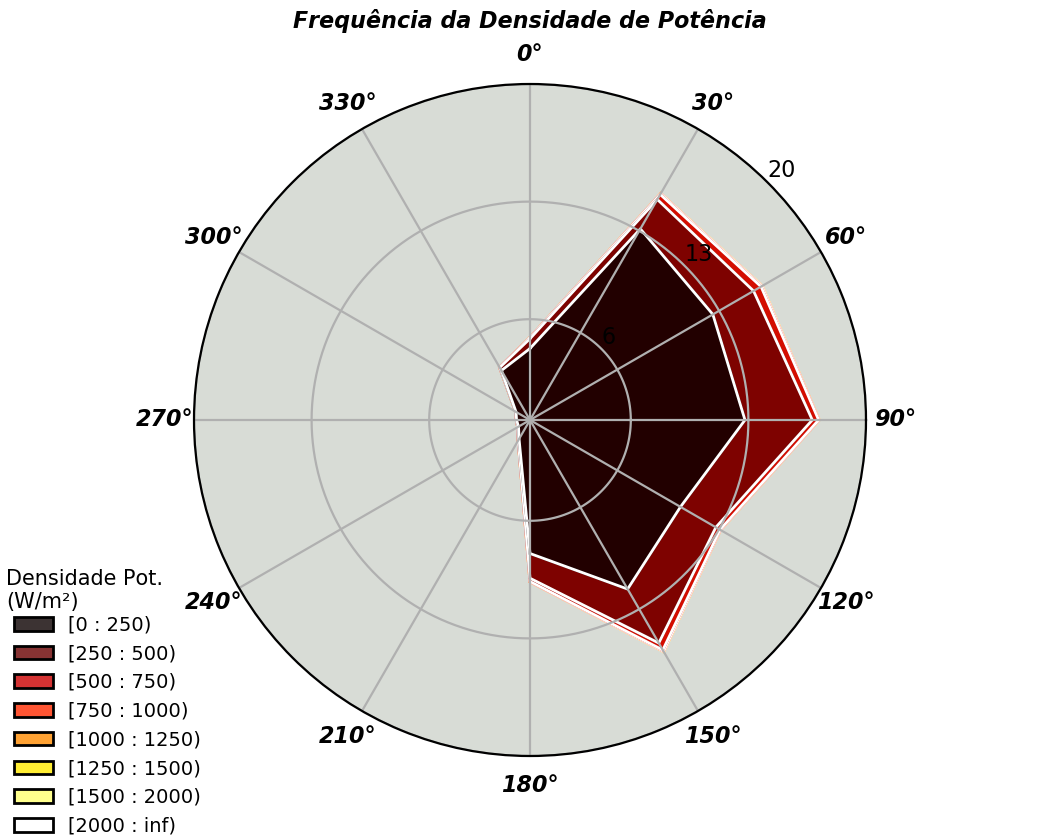 Frequência da Densidade de Potência
0°
330°
30°
20
300°
60°
13
6
270°
90°
240°
120°
210°
150°
180°
Densidade Pot.
(W/m²)
[0 : 250)
[250 : 500)
[500 : 750)
[750 : 1000)
[1000 : 1250)
[1250 : 1500)
[1500 : 2000)
[2000 : inf)